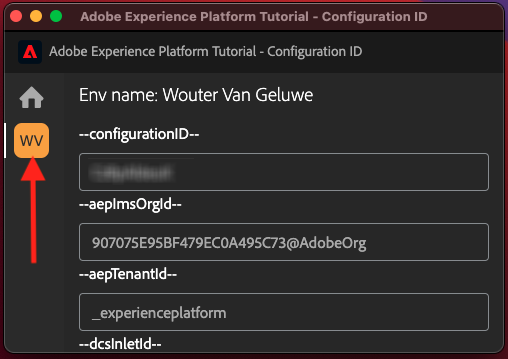 Adobe Experience Platform Tutorial - Configuration ID
Adobe Experience Platform Tutorial - Configuration ID
Env name: Wouter Van Geluwe
WV
--configurationID--
--aepImsOrgId--
907075E95BF479EC0A495C73@AdobeOrg
--aepTenantId--
_experienceplatform
--dcsInletId--